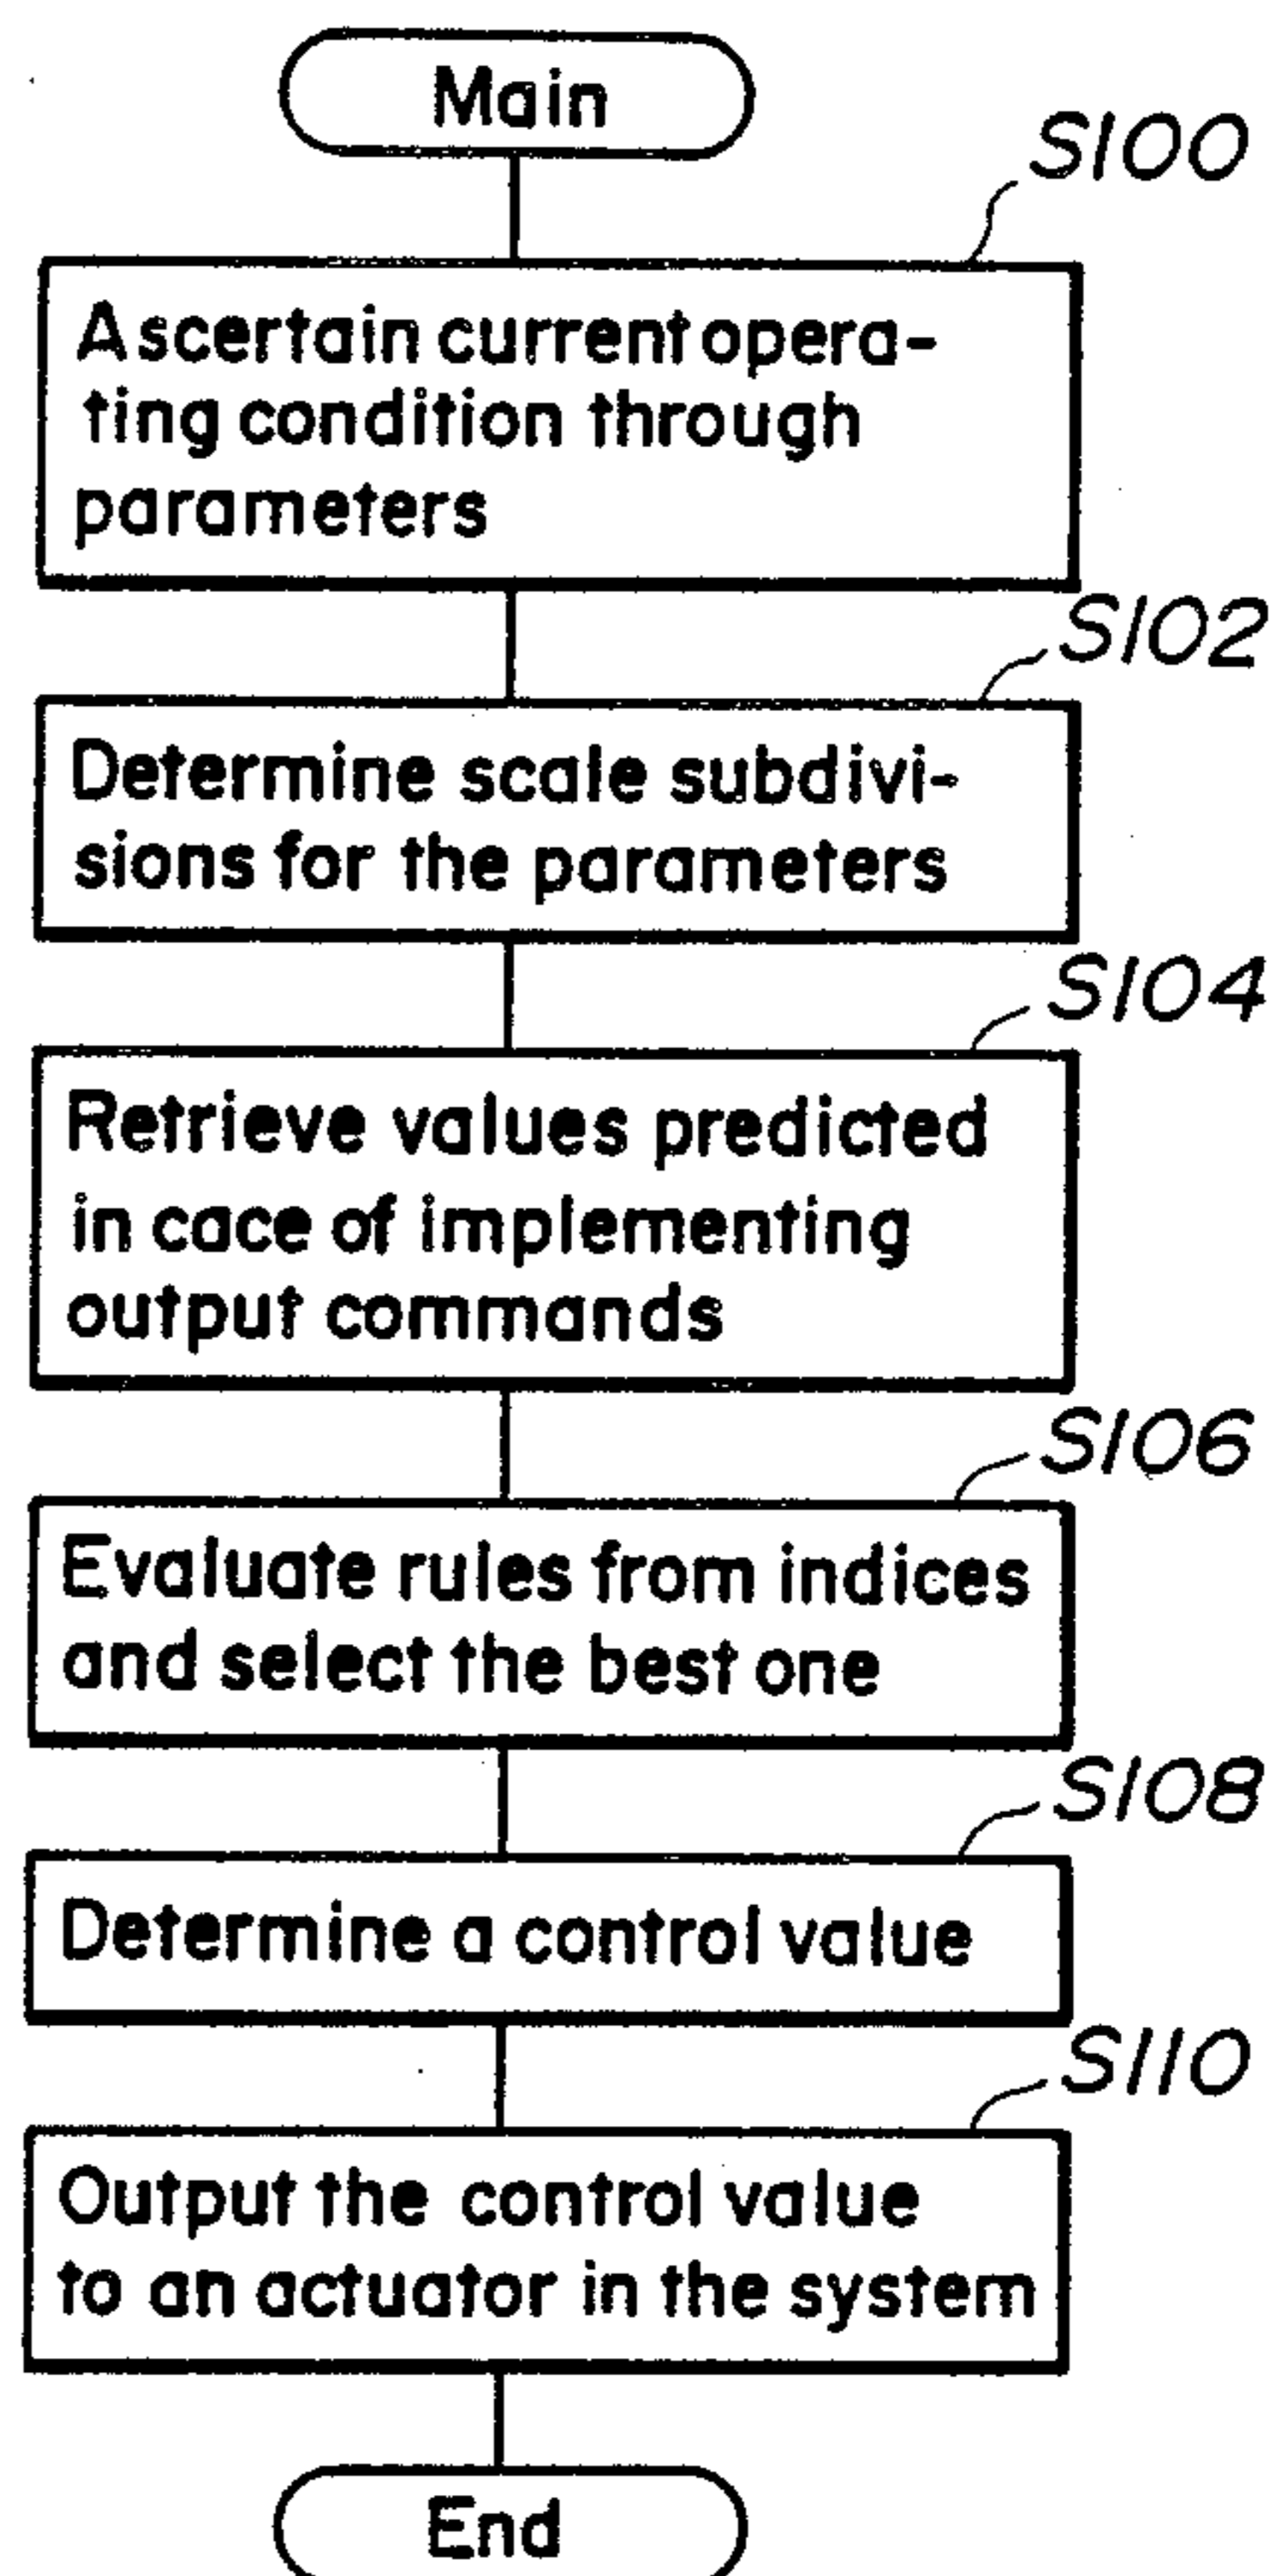 Main
S100
Ascertain current opera-
ting condition through
parameters
S102
Determine scale subdivi-
sions for the parameters
S104
Retrieve values predicted
in cace of implementing
output commands
S106
Evaluate rules from indices
and select the best one
S108
Determine a control value
S110
Output the control value
to an actuator in the system
End